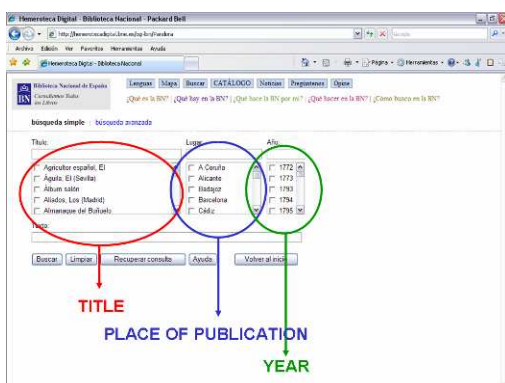 Hemeroteca Digital - Biblioteca Nacional - Packard Bell
Archivo Edición Ver Favoritos Herramientas Ayuda
Hemeroteca Digital - Biblioteca Nacional
Página Herramientas
Biblioteca Nacional de España
BN
Lenguas Mapa Buscar CATÁLOGO Noticias Pregúntenos Opine
¿Qué es la BN? | ¿Qué hay en la BN? | ¿Qué hace la BN por mí? | ¿Qué hacer en la BN? | ¿Cómo busco en la BN?
búsqueda simple | búsqueda avanzada
Título: Lugar: Año:
Agricultor español, El A Coruña 1772
Águila, El (Sevilla) Alicante 1773
Álbum salón Badajoz 1793
Aliados, Los (Madrid) Barcelona 1794
Almanaque del Buñuelo Cádiz 1795
Texto:
Buscar Limpiar Recuperar consulta Ayuda Volver al inicio
TITLE
PLACE OF PUBLICATION
YEAR